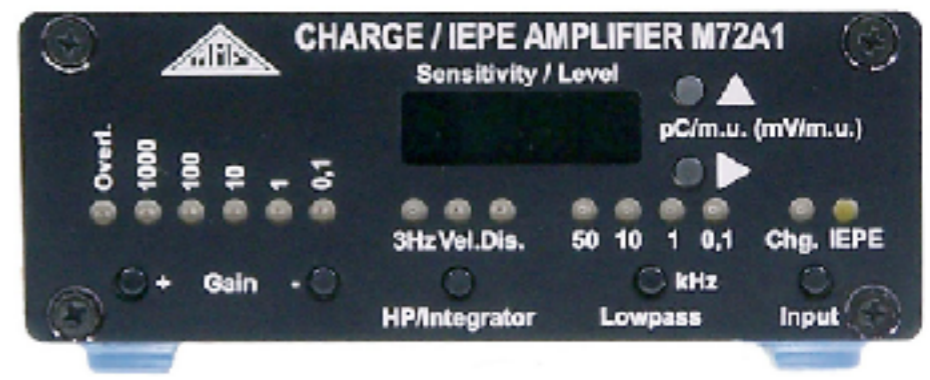 CHARGE / IEPE AMPLIFIER M72A1
Sensitivity / Level
pC/m.u. (mV/m.u.)
Overl. 1000 100 10 1 0,1
3Hz Vel. Dis. 50 10 1 0,1 Chg. IEPE
+ Gain - kHz
HP/Integrator Lowpass Input